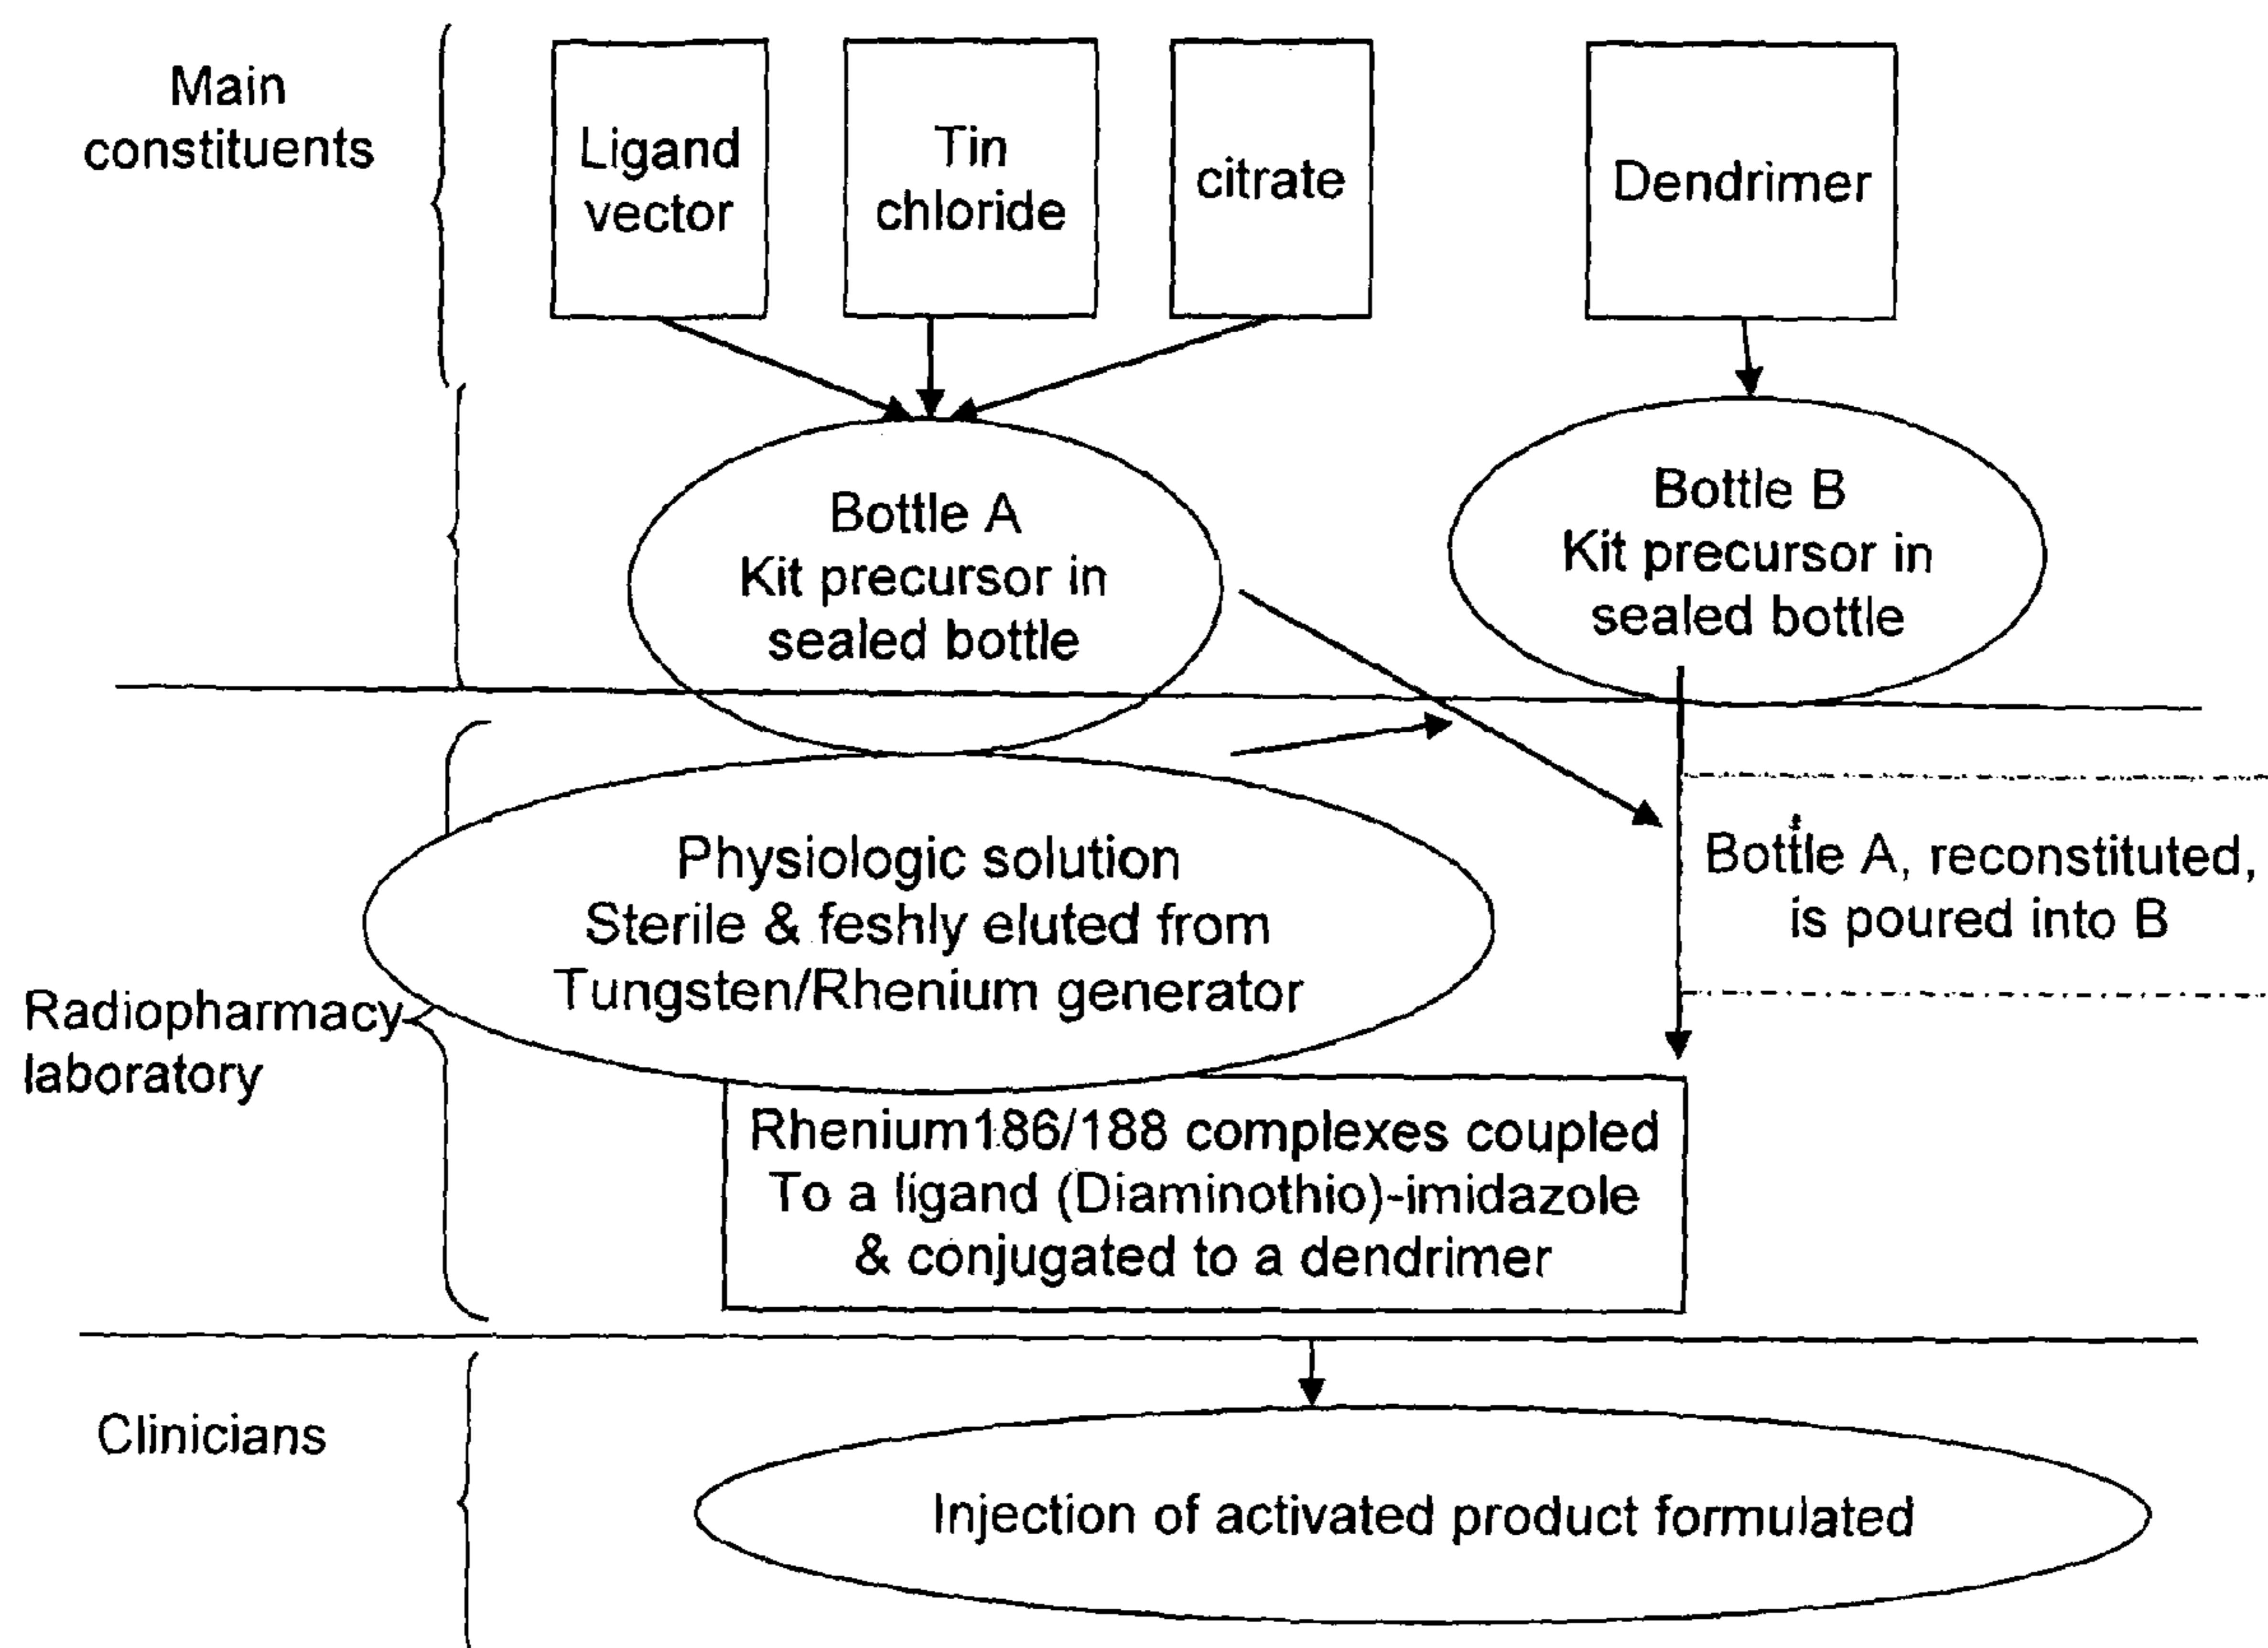 Main
constituents
Ligand
vector
Tin
chloride
citrate
Dendrimer
Bottle A
Kit precursor in
sealed bottle
Bottle B
Kit precursor in
sealed bottle
Physiologic solution
Sterile & feshly eluted from
Tungsten/Rhenium generator
Bottle A, reconstituted,
is poured into B
Radiopharmacy
laboratory
Rhenium186/188 complexes coupled
To a ligand (Diaminothio)-imidazole
& conjugated to a dendrimer
Clinicians
Injection of activated product formulated